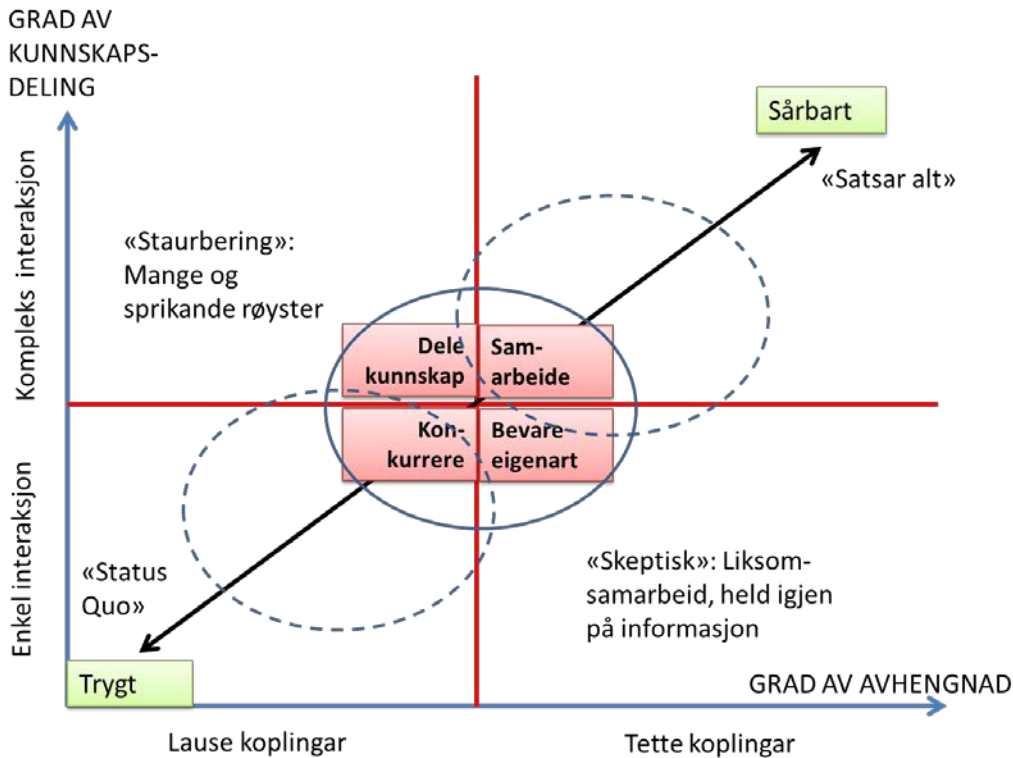 GRAD AV
KUNNSKAPS-
DELING
Sårbart
«Satsar alt»
Kompleks interaksjon
«Staurbering»:
Mange og
sprikande røyster
Dele
kunnskap
Sam-
arbeide
Kon-
kurrere
Bevare
eigenart
Enkel interaksjon
«Status
Quo»
«Skeptisk»: Liksom-
samarbeid, held igjen
på informasjon
Trygt
GRAD AV AVHENGNAD
Lause koplingar
Tette koplingar